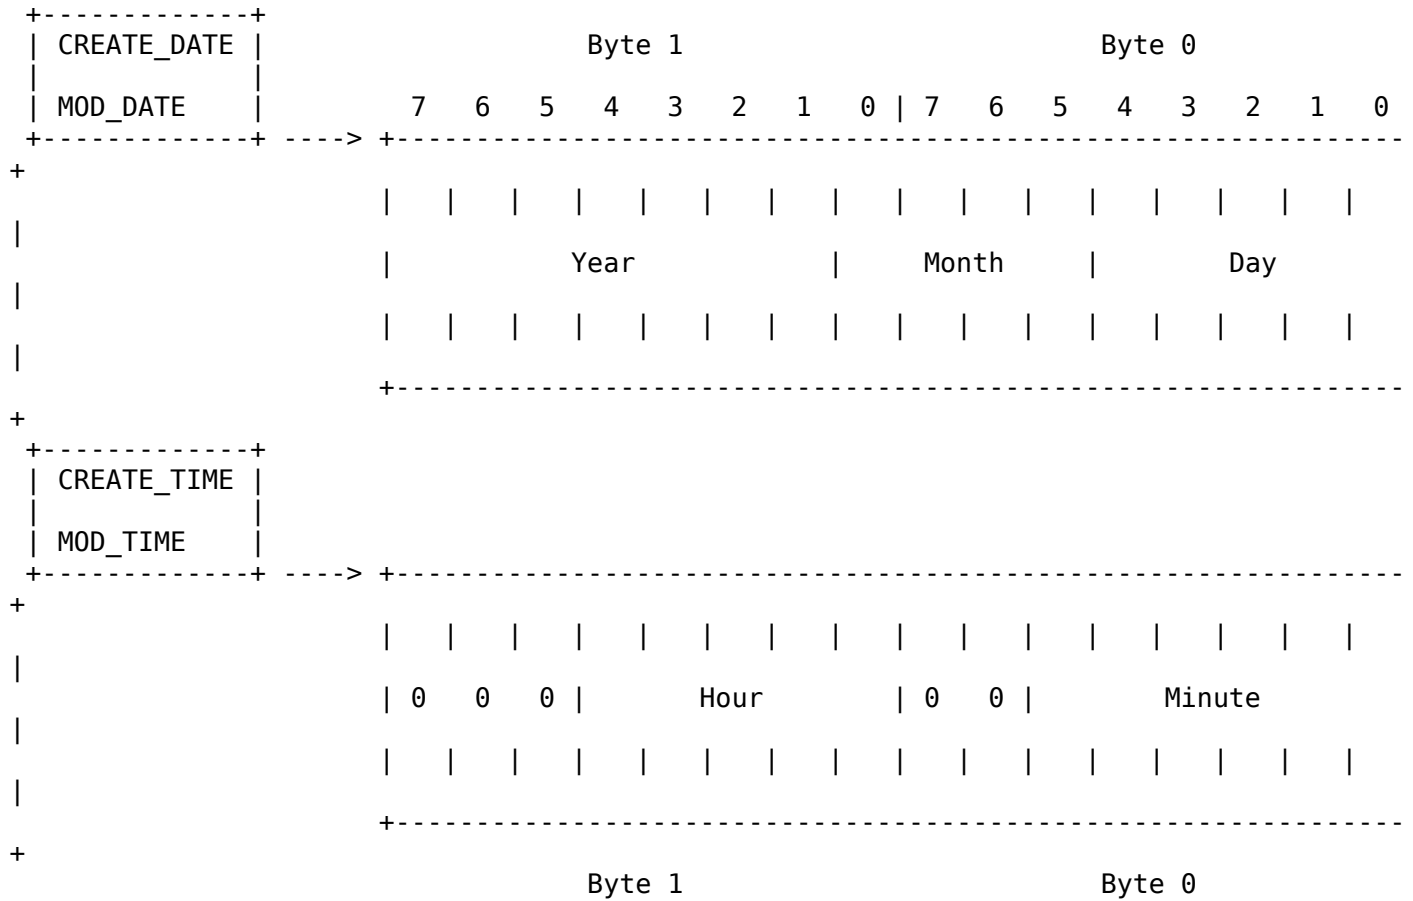 +-------------+
| CREATE_DATE |                    Byte 1                          Byte 0
|             |
| MOD_DATE    |         7   6   5   4   3   2   1   0 | 7   6   5   4   3   2   1   0
+-------------+ ----> +---------------------------------------------------------------
+
                      |   |   |   |   |   |   |   |   |   |   |   |   |   |   |   |
|
                      |           Year            |     Month     |        Day
|
                      |   |   |   |   |   |   |   |   |   |   |   |   |   |   |   |
|
                      +---------------------------------------------------------------
+
+-------------+
| CREATE_TIME |
|             |
| MOD_TIME    |
+-------------+ ----> +---------------------------------------------------------------
+
                      |   |   |   |   |   |   |   |   |   |   |   |   |   |   |   |
|
                      | 0   0   0 |       Hour        | 0   0 |        Minute
|
                      |   |   |   |   |   |   |   |   |   |   |   |   |   |   |   |
|
                      +---------------------------------------------------------------
+
                                   Byte 1                          Byte 0